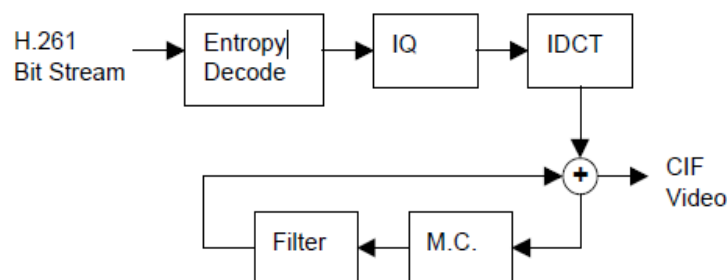 H.261
Bit Stream
Entropy
Decode
IQ
IDCT
+
CIF
Video
Filter
M.C.